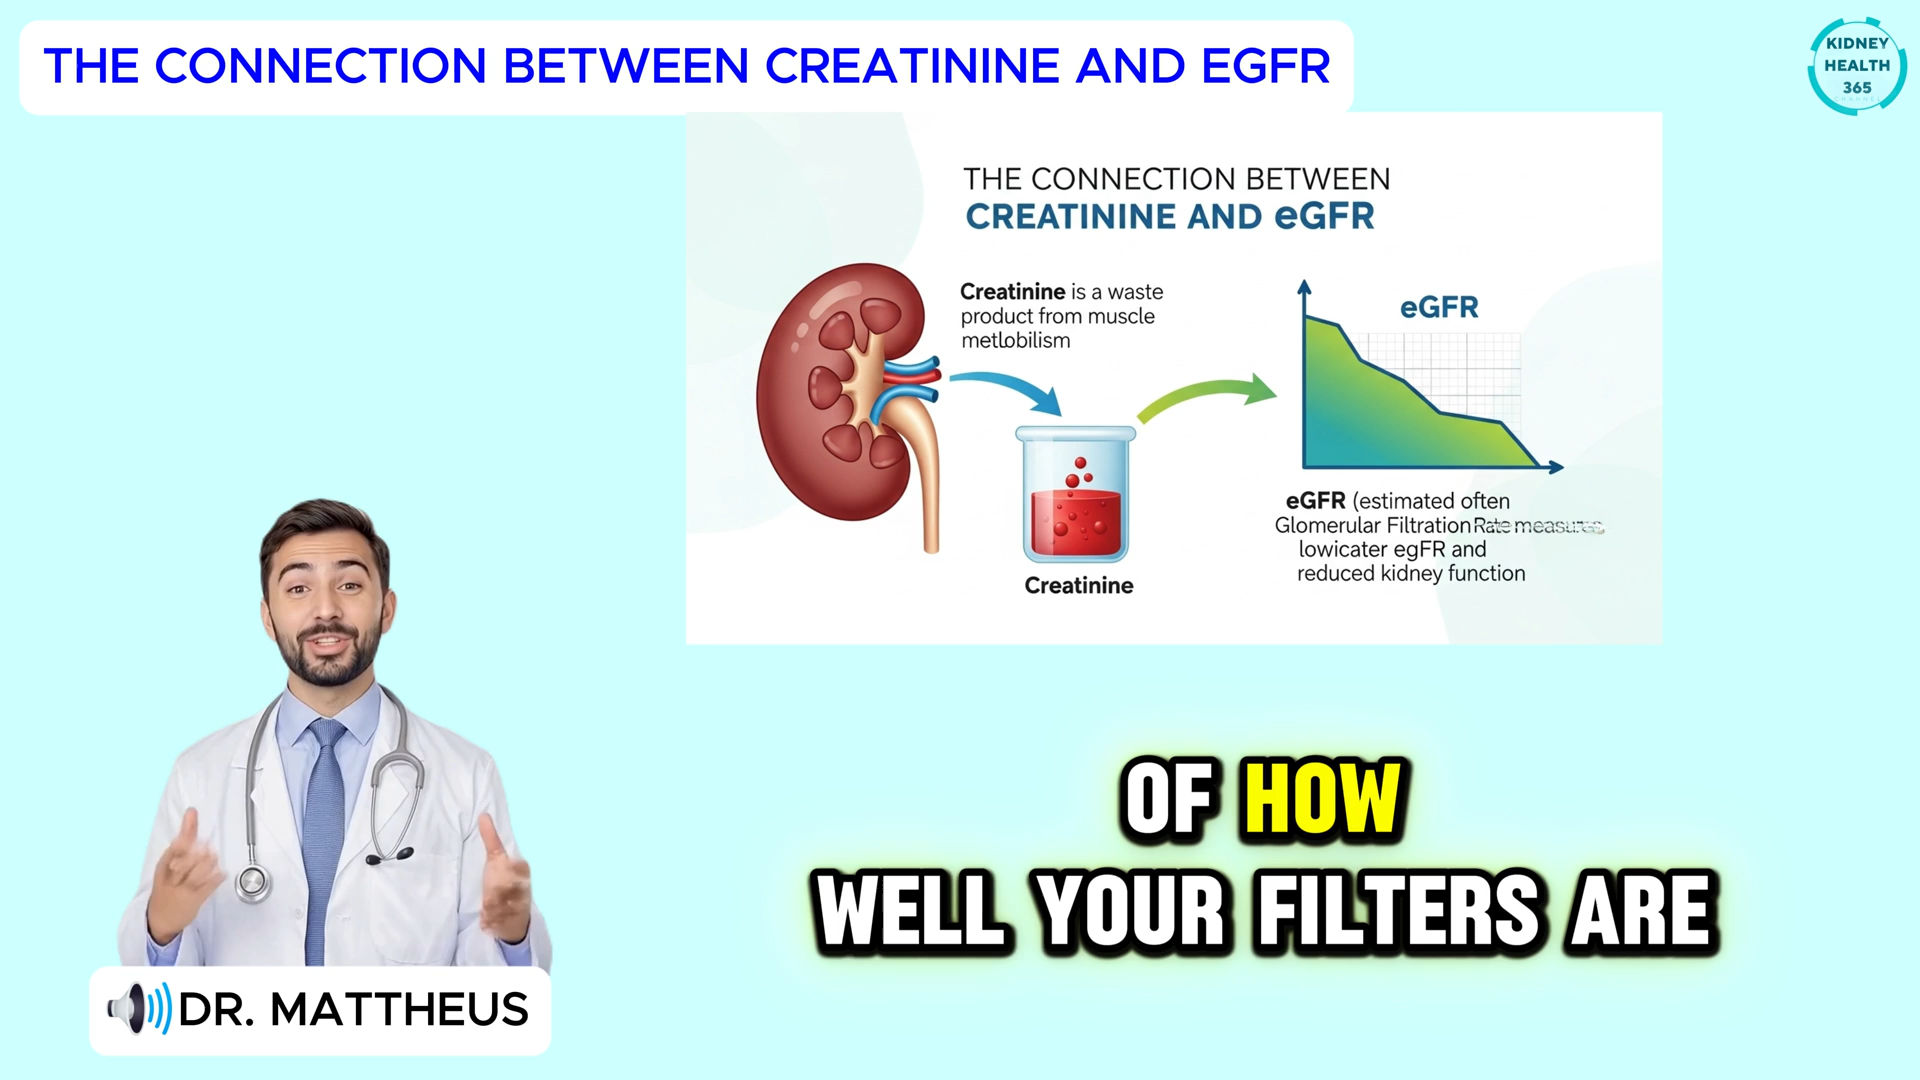 THE CONNECTION BETWEEN CREATININE AND EGFR
KIDNEY
HEALTH
365
CHANNEL
THE CONNECTION BETWEEN
CREATININE AND eGFR
Creatinine is a waste
product from muscle
metlobilism
eGFR
Creatinine
eGFR (estimated often
Glomerular Filtration Rate measures
lowicater egFR and
reduced kidney function
OF HOW
WELL YOUR FILTERS ARE
DR. MATTHEUS